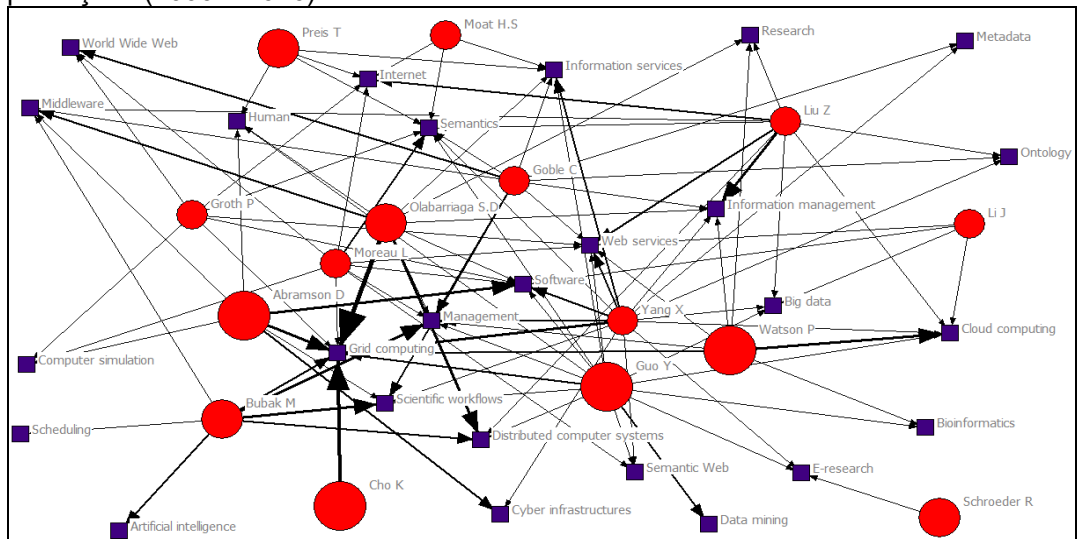 Preis T
Moat H.S
World Wide Web
Research
Metadata
Information services
Internet
Middleware
Human
Semantics
Liu Z
Ontology
Goble C
Groth P
Olabarriaga S.D
Information management
Li J
Web services
Moreau L
Software
Abramson D
Big data
Management
Yang X
Watson P
Cloud computing
Grid computing
Computer simulation
Guo Y
Scientific workflows
Bubak M
Bioinformatics
Scheduling
Distributed computer systems
Semantic Web
E-research
Cho K
Schroeder R
Cyber infrastructures
Data mining
Artificial intelligence